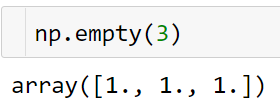 np.empty(3)
array([1., 1., 1.])